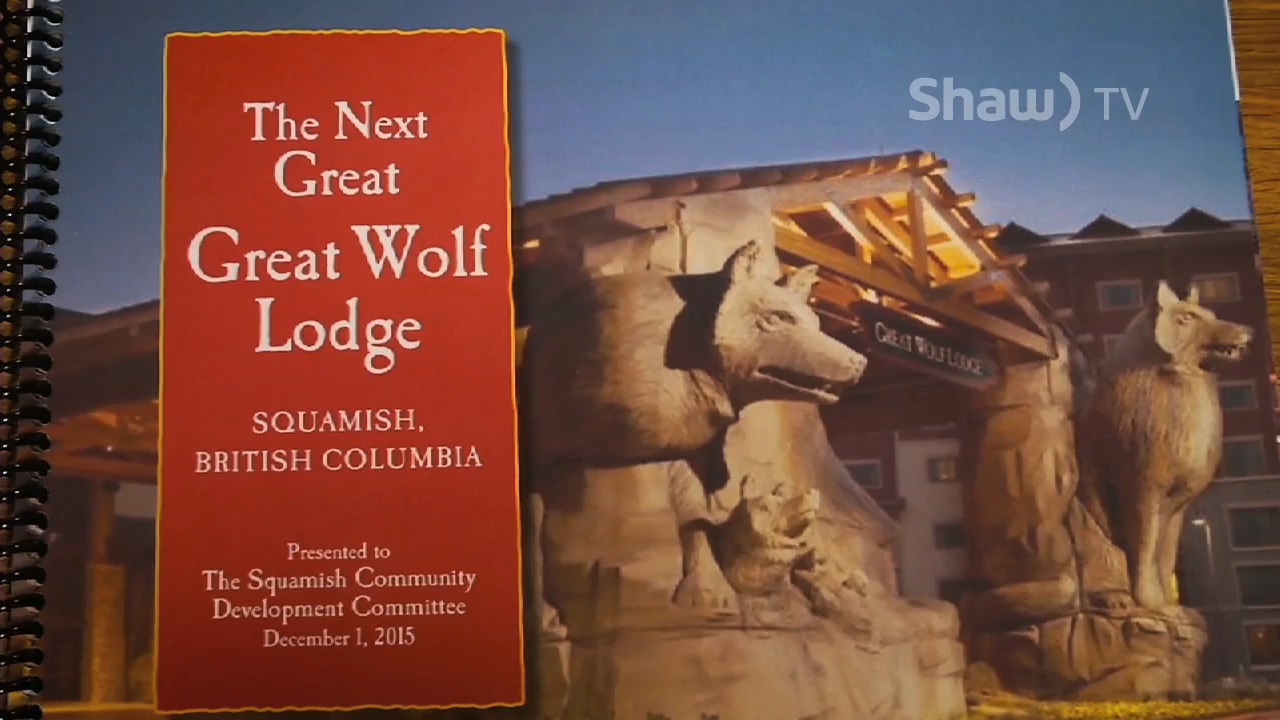 The Next
Great
Great Wolf
Lodge
SQUAMISH,
BRITISH COLUMBIA
Presented to
The Squamish Community
Development Committee
December 1, 2015
Shaw) TV
GREAT WOLF LODGE